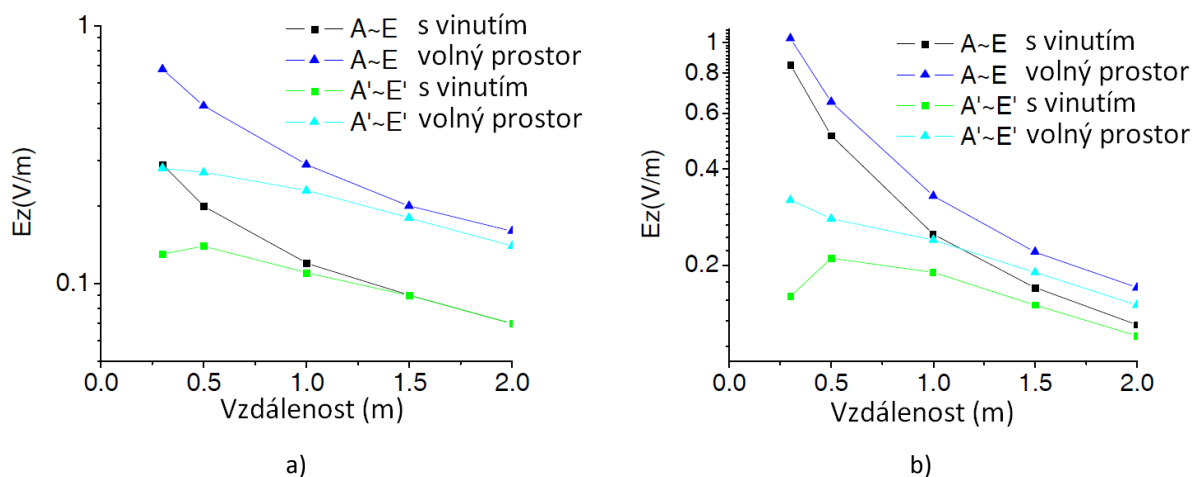 1
0.1
Ez(V/m)
A~E s vinutím
A~E volný prostor
A'~E' s vinutím
A'~E' volný prostor
0.0 0.5 1.0 1.5 2.0
Vzdálenost (m)
a)
1
0.8
0.6
0.4
0.2
Ez(V/m)
A~E s vinutím
A~E volný prostor
A'~E' s vinutím
A'~E' volný prostor
0.0 0.5 1.0 1.5 2.0
Vzdálenost (m)
b)